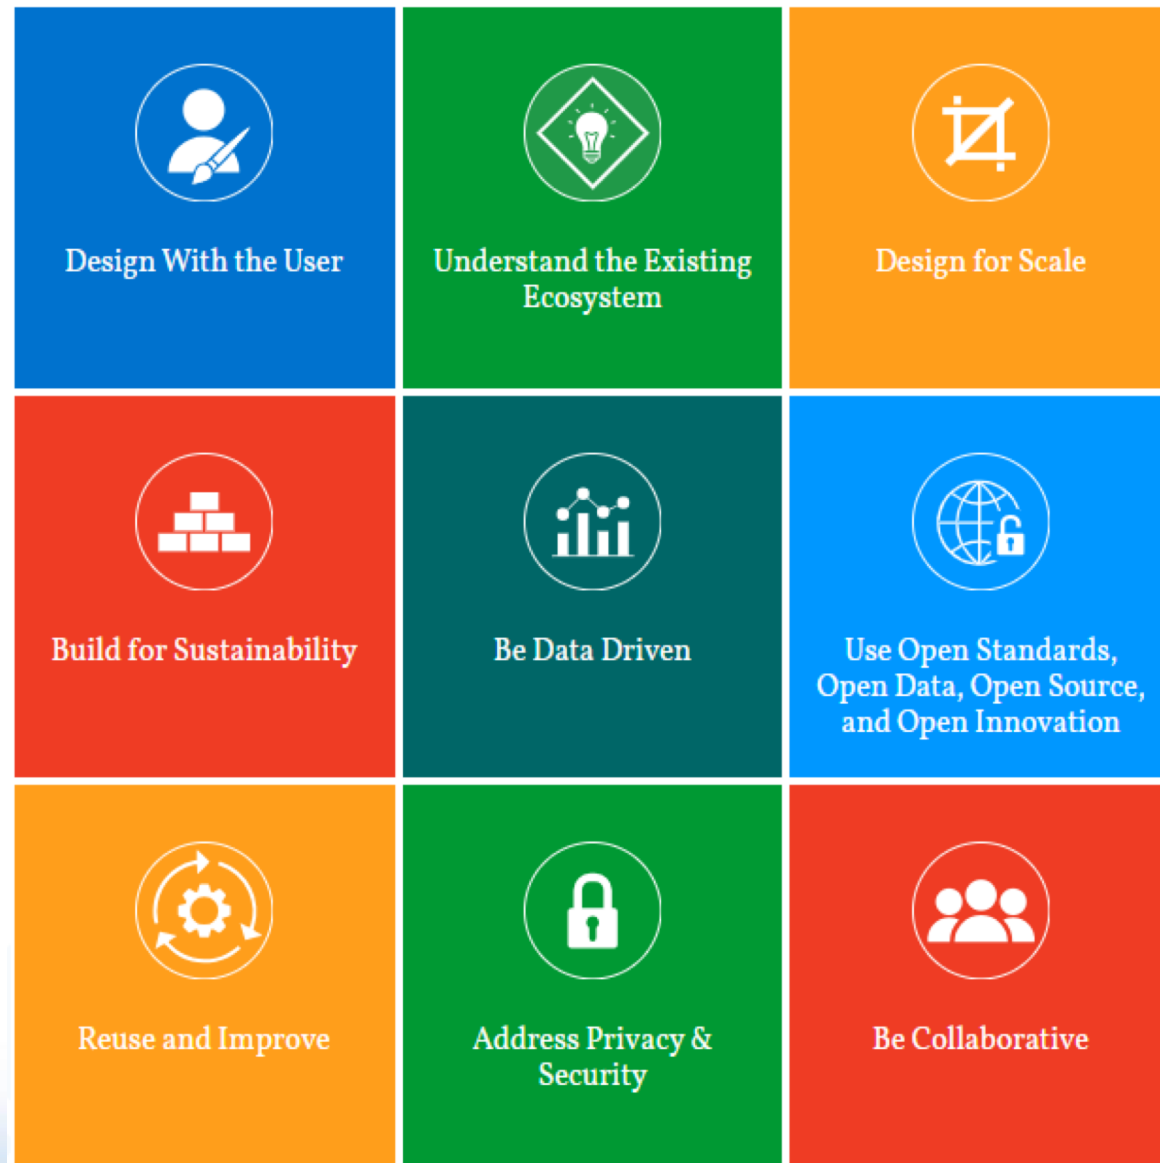 Design With the User
Understand the Existing
Ecosystem
Design for Scale
Build for Sustainability
Be Data Driven
Use Open Standards,
Open Data, Open Source,
and Open Innovation
Reuse and Improve
Address Privacy &
Security
Be Collaborative